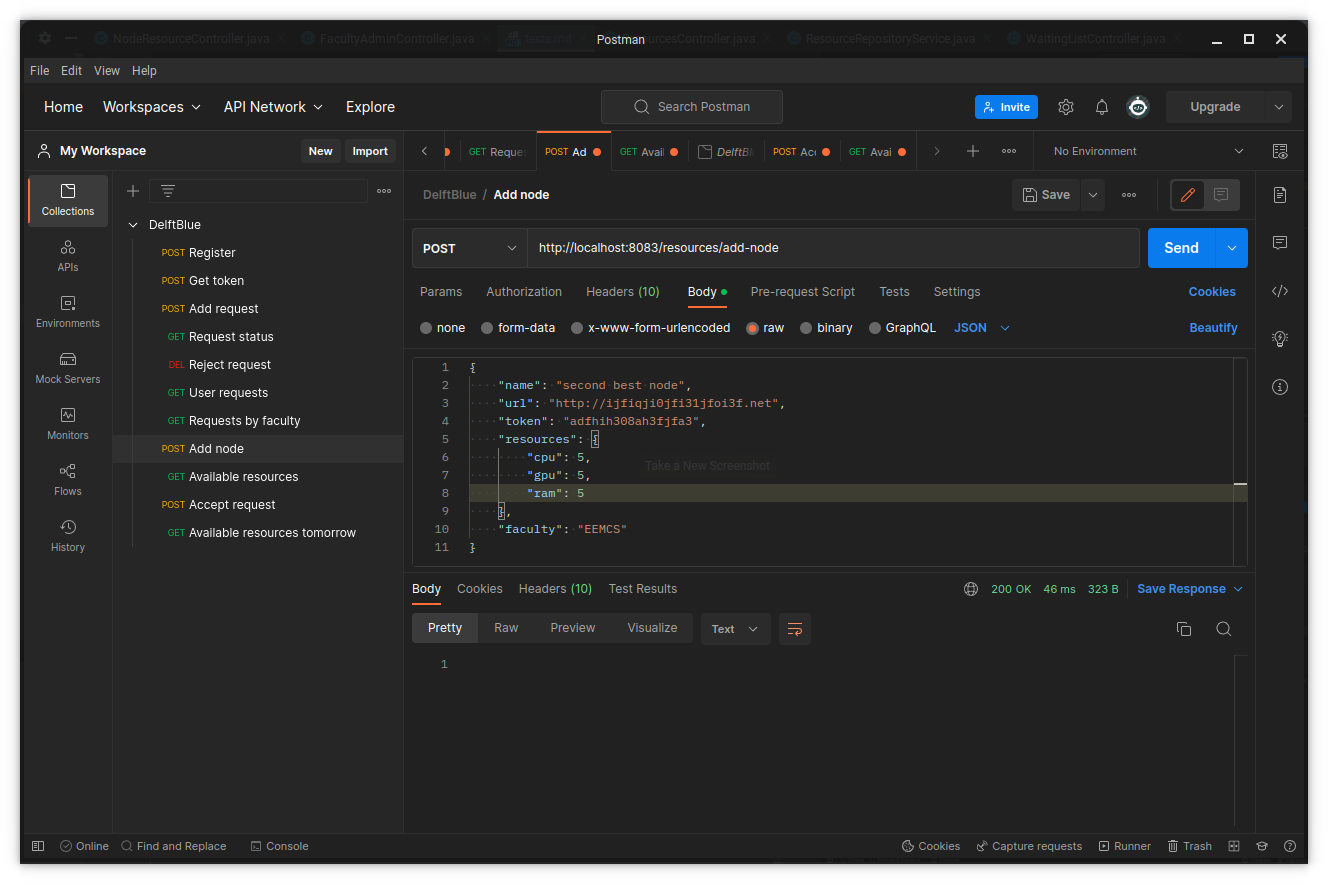 NodeResourceController.java FacultyAdminController.java tests.md Postman ResourcesController.java ResourceRepositoryService.java WaitingListController.java
File Edit View Help
Home Workspaces API Network Explore Search Postman Invite Upgrade
My Workspace New Import
GET Reque POST Ad GET Avail DelftBl POST Acc GET Avai No Environment
Collections
APIs
Environments
Mock Servers
Monitors
Flows
History
DelftBlue
POST Register
POST Get token
POST Add request
GET Request status
DEL Reject request
GET User requests
GET Requests by faculty
POST Add node
GET Available resources
POST Accept request
GET Available resources tomorrow
DelftBlue / Add node Save
POST http://localhost:8083/resources/add-node Send
Params Authorization Headers (10) Body Pre-request Script Tests Settings Cookies
none form-data x-www-form-urlencoded raw binary GraphQL JSON Beautify
1 {
2 "name": "second best node",
3 "url": "http://ijfiqji0jfi31jfoi3f.net",
4 "token": "adfhih308ah3fjfa3",
5 "resources": {
6 "cpu": 5,
7 "gpu": 5,
8 "ram": 5
9 },
10 "faculty": "EEMCS"
11 }
Take a New Screenshot
Body Cookies Headers (10) Test Results 200 OK 46 ms 323 B Save Response
Pretty Raw Preview Visualize Text
1
Online Find and Replace Console Cookies Capture requests Runner Trash